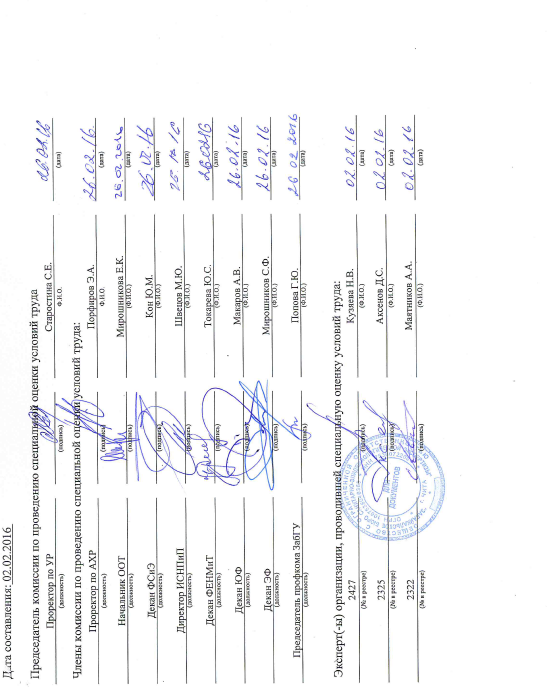 Дата составления: 02.02.2016
Председатель комиссии по проведению специальной оценки условий труда
Проректор по УР Старостина С.Е. 26.02.16
(должность) (подпись) Ф.И.О. (дата)
Члены комиссии по проведению специальной оценки условий труда:
Проректор по АХР Порфиров Э.А. 26.02.16
(должность) (подпись) Ф.И.О. (дата)
Начальник ООТ Мирошникова Е.К. 26.02.2016
(должность) (подпись) (Ф.И.О.) (дата)
Декан ФСиЭ Кон Ю.М. 26.02.16
(должность) (подпись) (Ф.И.О.) (дата)
Директор ИСНПиП Швецов М.Ю.
(должность) (подпись) (Ф.И.О.) (дата)
Декан ФЕНМиТ Токарева Ю.С. 26.02.16
(должность) (подпись) (Ф.И.О.) (дата)
Декан ЮФ Макаров А.В. 26.02.16
(должность) (подпись) (Ф.И.О.) (дата)
Декан ЭФ Мирошников С.Ф. 26.02.16
(должность) (подпись) (Ф.И.О.) (дата)
Председатель профкома ЗабГУ Попова Г.Ю. 26 02 2016
(должность) (подпись) (Ф.И.О.) (дата)
Эксперт(-ы) организации, проводившей специальную оценку условий труда:
2427 Кузнева Н.В. 02.02.16
(№ в реестре) (подпись) (Ф.И.О.) (дата)
2325 Аксенов Д.С. 02.02.16
(№ в реестре) (подпись) (Ф.И.О.) (дата)
2322 Маятников А.А. 02.02.16
(№ в реестре) (подпись) (Ф.И.О.) (дата)
ДЛЯ
ДОКУМЕНТОВ